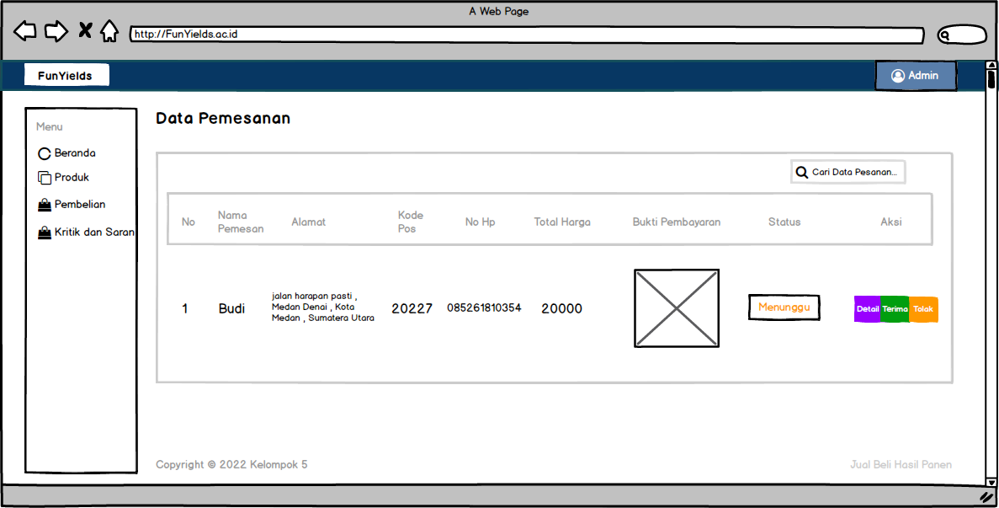 A Web Page
http://FunYields.ac.id
FunYields
Admin
Menu
Beranda
Produk
Pembelian
Kritik dan Saran
Data Pemesanan
Cari Data Pesanan...
No
Nama
Pemesan
Alamat
Kode
Pos
No Hp
Total Harga
Bukti Pembayaran
Status
Aksi
1
Budi
jalan harapan pasti ,
Medan Denai , Kota
Medan , Sumatera Utara
20227
085261810354
20000
Menunggu
Detail
Terima
Tolak
Copyright © 2022 Kelompok 5
Jual Beli Hasil Panen